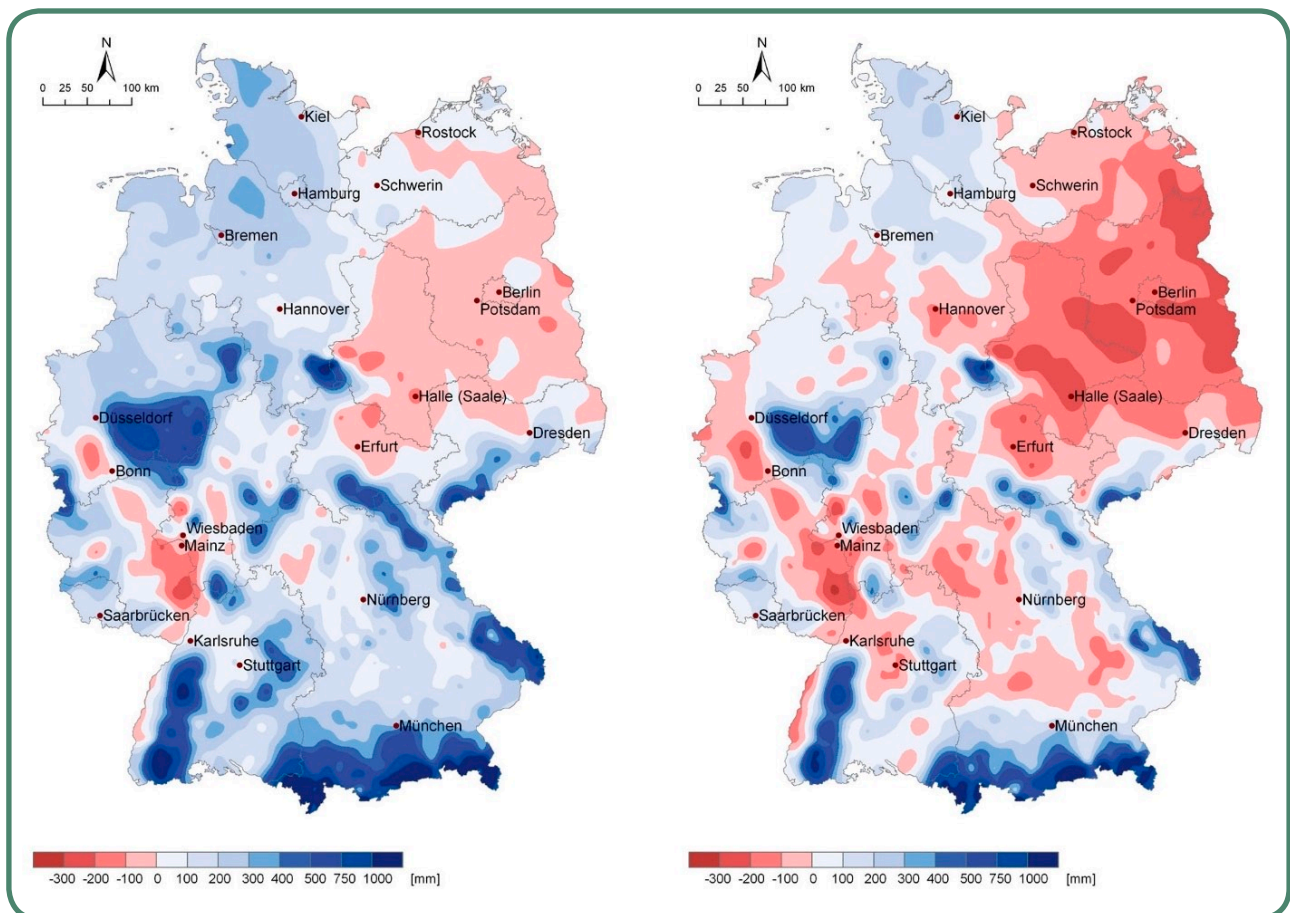 N
0 25 50 100 km
Kiel
Rostock
Schwerin
Hamburg
Bremen
Berlin
Hannover
Potsdam
Halle (Saale)
Düsseldorf
Dresden
Erfurt
Bonn
Wiesbaden
Mainz
Nürnberg
Saarbrücken
Karlsruhe
Stuttgart
München
-300 -200 -100 0 100 200 300 400 500 750 1000 [mm]
N
0 25 50 100 km
Kiel
Rostock
Schwerin
Hamburg
Bremen
Berlin
Hannover
Potsdam
Halle (Saale)
Düsseldorf
Dresden
Erfurt
Bonn
Wiesbaden
Mainz
Nürnberg
Saarbrücken
Karlsruhe
Stuttgart
München
-300 -200 -100 0 100 200 300 400 500 750 1000 [mm]